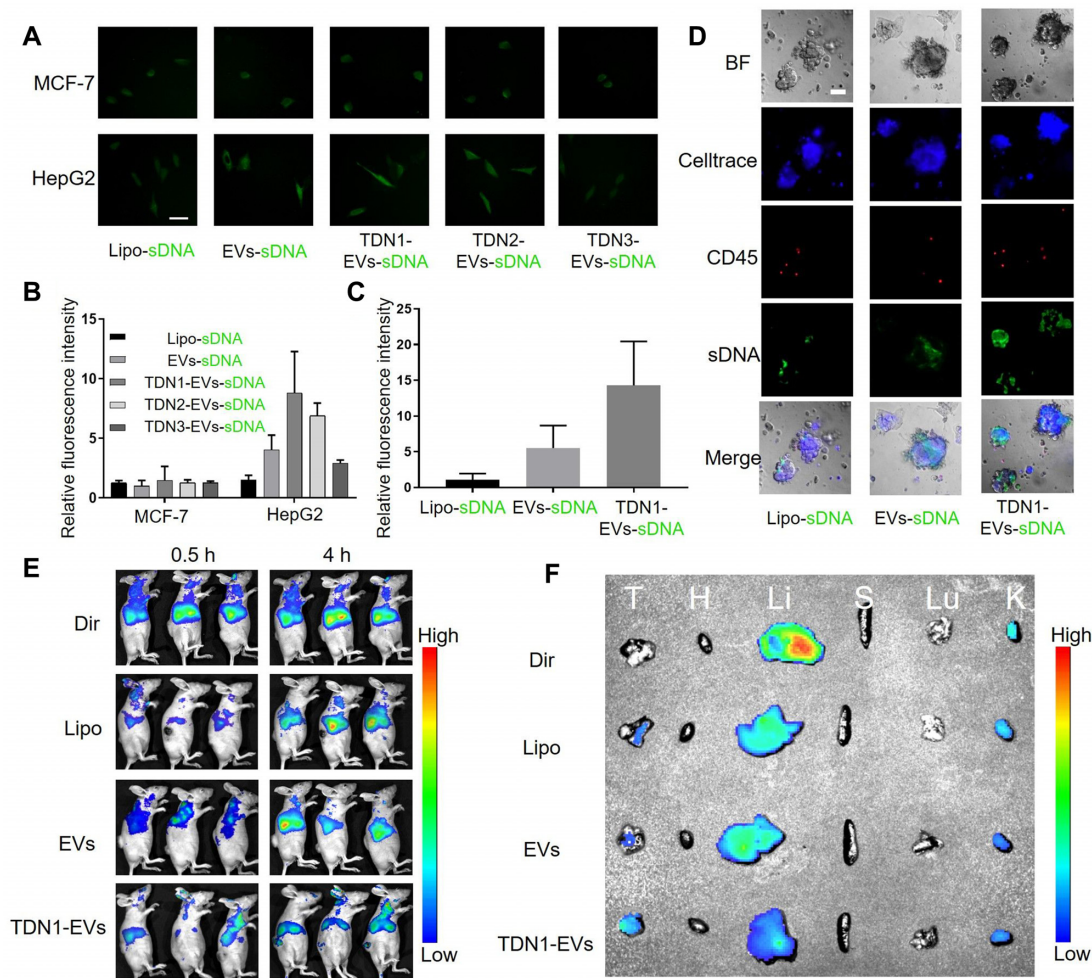 A
MCF-7
HepG2
Lipo-sDNA
EVs-sDNA
TDN1-
EVs-sDNA
TDN2-
EVs-sDNA
TDN3-
EVs-sDNA
B
Relative fluorescence intensity
15
10
5
0
Lipo-sDNA
EVs-sDNA
TDN1-EVs-sDNA
TDN2-EVs-sDNA
TDN3-EVs-sDNA
MCF-7
HepG2
C
Relative fluorescence intensity
25
20
15
10
5
0
Lipo-sDNA
EVs-sDNA
TDN1-
EVs-sDNA
D
BF
Celltrace
CD45
sDNA
Merge
Lipo-sDNA
EVs-sDNA
TDN1-
EVs-sDNA
E
0.5 h
4 h
Dir
Lipo
EVs
TDN1-EVs
High
Low
F
T
H
Li
S
Lu
K
Dir
Lipo
EVs
TDN1-EVs
High
Low